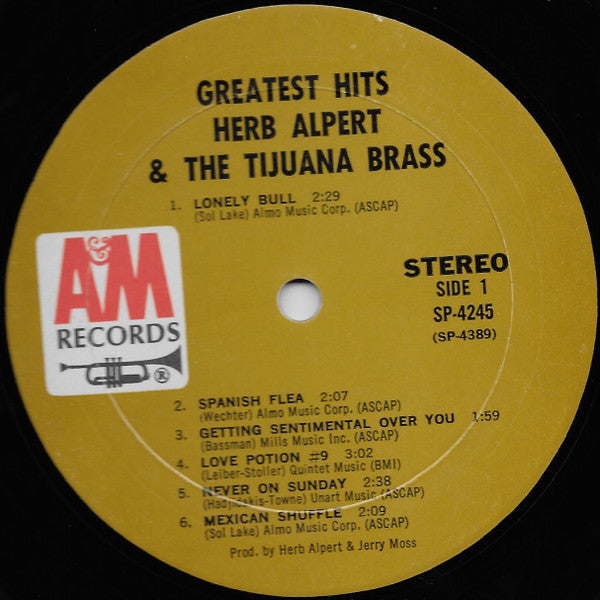 GREATEST HITS
HERB ALPERT
& THE TIJUANA BRASS
1. LONELY BULL 2:29
(Sol Lake) Almo Music Corp. (ASCAP)
A&M
RECORDS
®
STEREO
SIDE 1
SP-4245
(SP-4389)
2. SPANISH FLEA 2:07
(Wechter) Almo Music Corp. (ASCAP)
3. GETTING SENTIMENTAL OVER YOU 1:59
(Bassman) Mills Music Inc. (ASCAP)
4. LOVE POTION #9 3:02
(Leiber-Stoller) Quintet Music (BMI)
5. NEVER ON SUNDAY 2:38
(Hadjidakis-Towne) Unart Music (ASCAP)
6. MEXICAN SHUFFLE 2:09
(Sol Lake) Almo Music Corp. (ASCAP)
Prod. by Herb Alpert & Jerry Moss